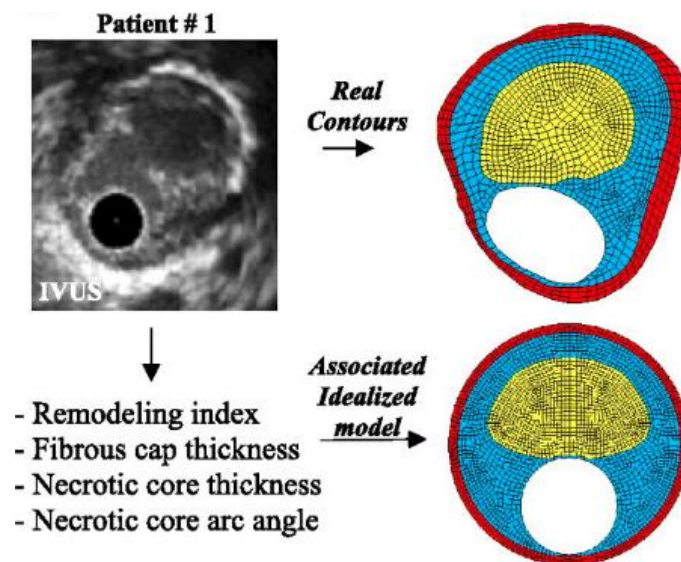 Patient # 1
Real
Contours
IVUS
Associated
Idealized
model
- Remodeling index
- Fibrous cap thickness
- Necrotic core thickness
- Necrotic core arc angle